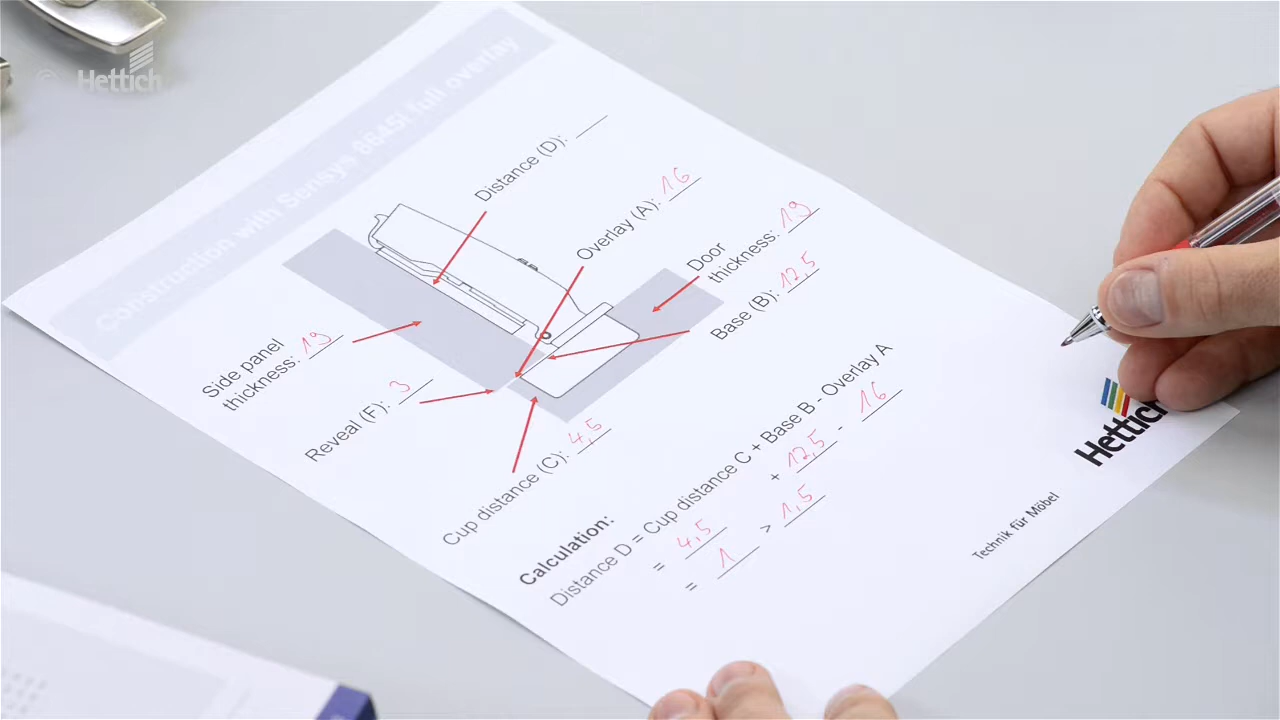 Hettich
Construction with Sensys 8645i full overlay
Distance (D): ___
Overlay (A): 16
Door
thickness: 19
Base (B): 12,5
Side panel
thickness: 19
Reveal (F): 3
Cup distance (C): 4,5
Calculation:
Distance D = Cup distance C + Base B - Overlay A
= 4,5 + 12,5 - 16
= 1 > 1,5
Hettich
Technik für Möbel